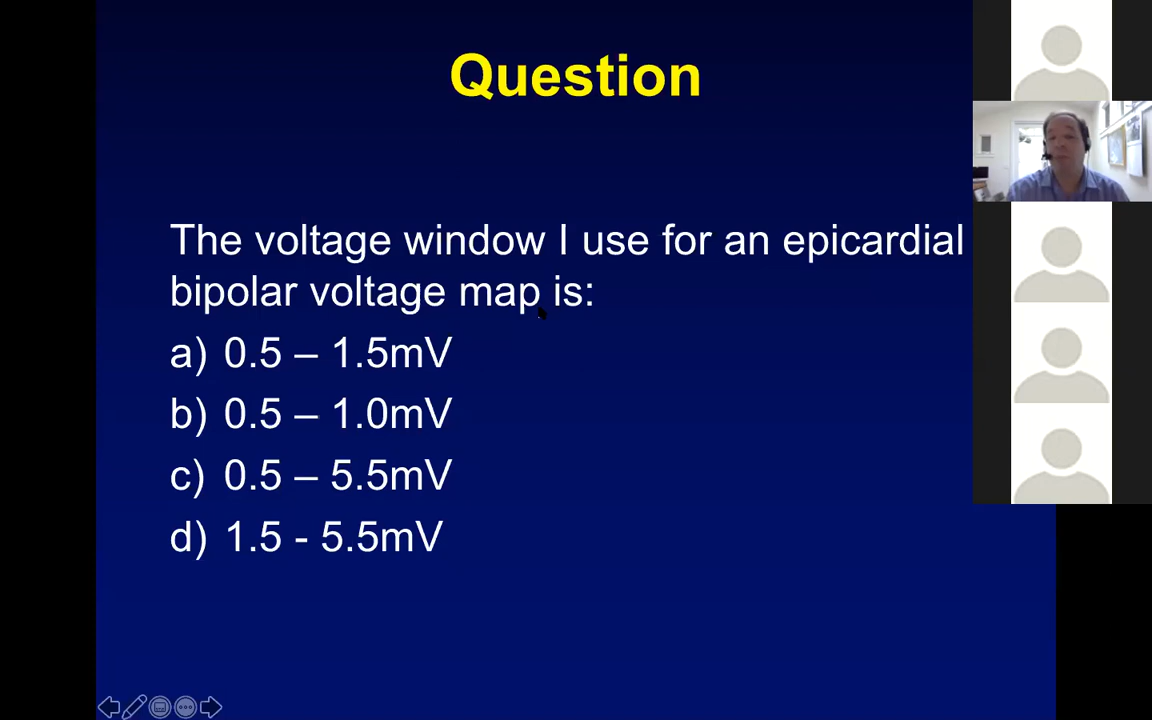 Question
The voltage window I use for an epicardial
bipolar voltage map is:
a) 0.5 – 1.5mV
b) 0.5 – 1.0mV
c) 0.5 – 5.5mV
d) 1.5 - 5.5mV